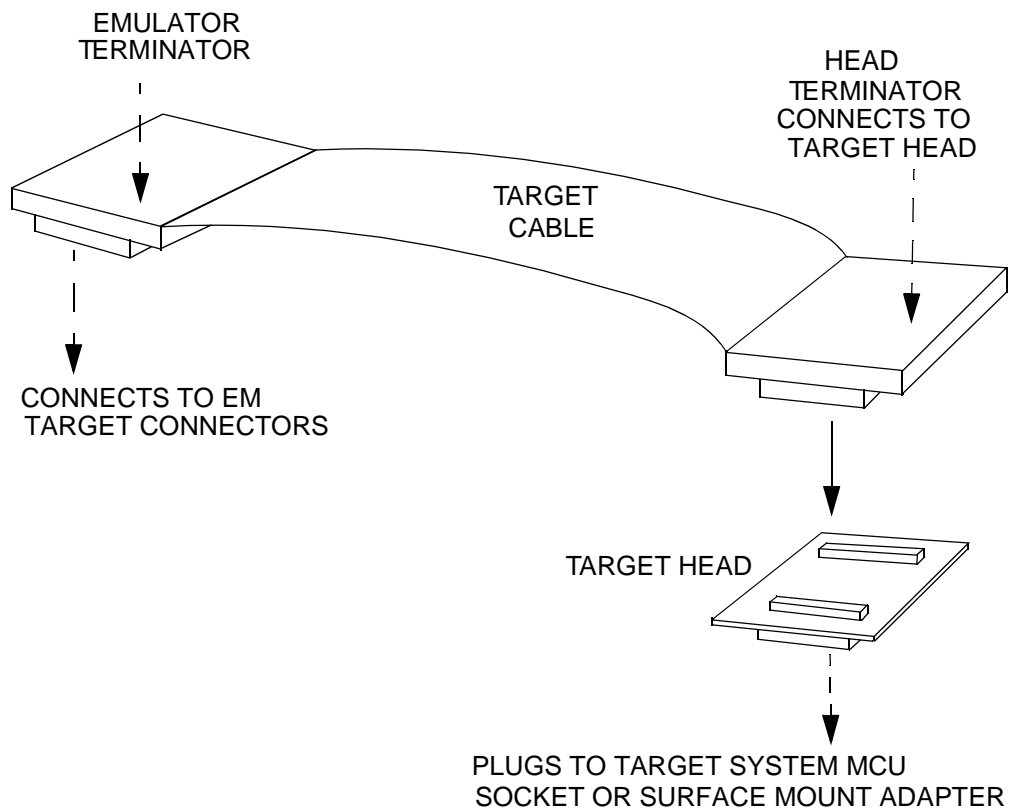 EMULATOR
TERMINATOR
HEAD
TERMINATOR
CONNECTS TO
TARGET HEAD
TARGET
CABLE
CONNECTS TO EM
TARGET CONNECTORS
TARGET HEAD
PLUGS TO TARGET SYSTEM MCU
SOCKET OR SURFACE MOUNT ADAPTER